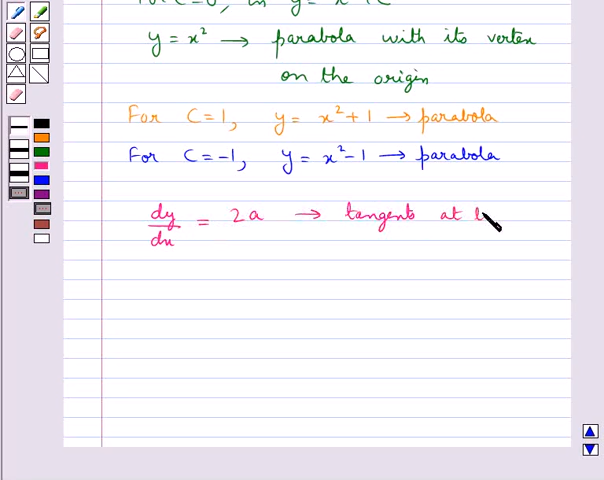 y = x² → parabola with its vertex
on the origin
For C=1, y = x²+1 → parabola
For C=-1, y = x²-1 → parabola
dy/dx = 2a → tangents at